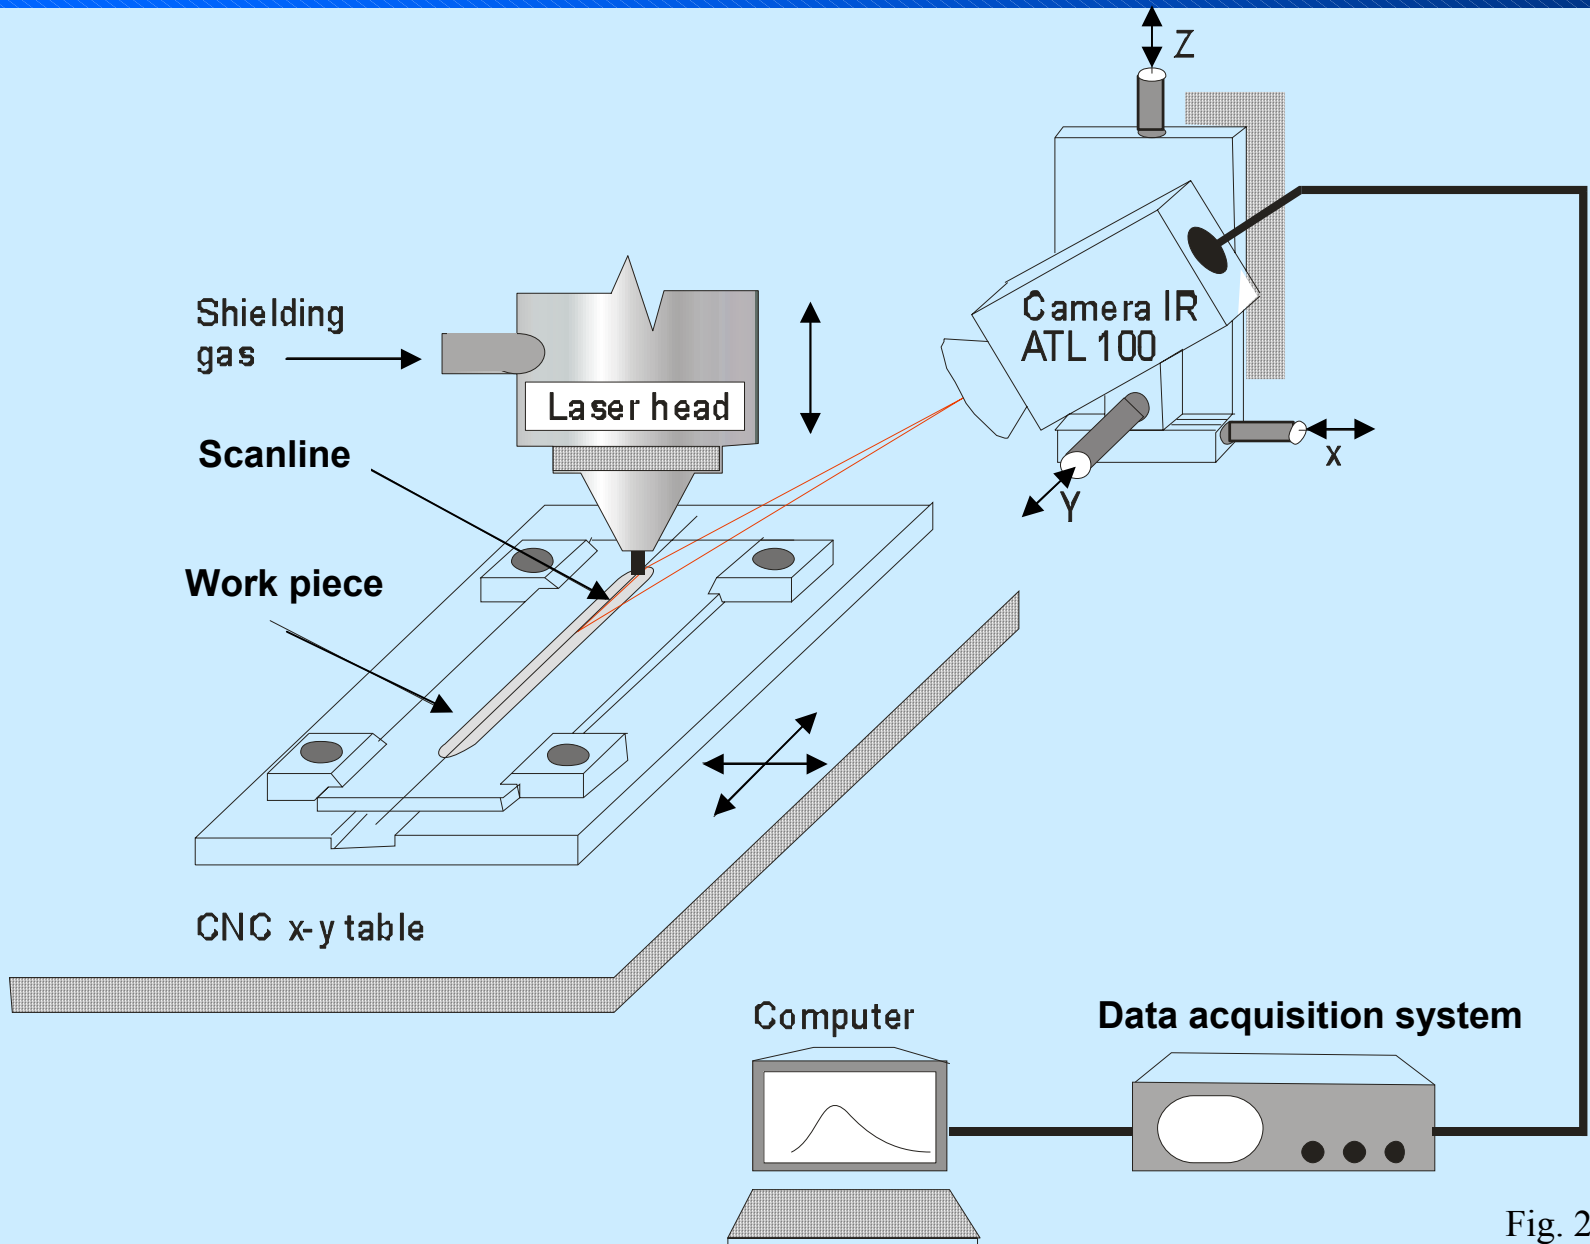 Z
Shielding
gas
Camera IR
ATL 100
Laser head
Scanline
x
Y
Work piece
CNC x-y table
Computer
Data acquisition system
Fig. 2